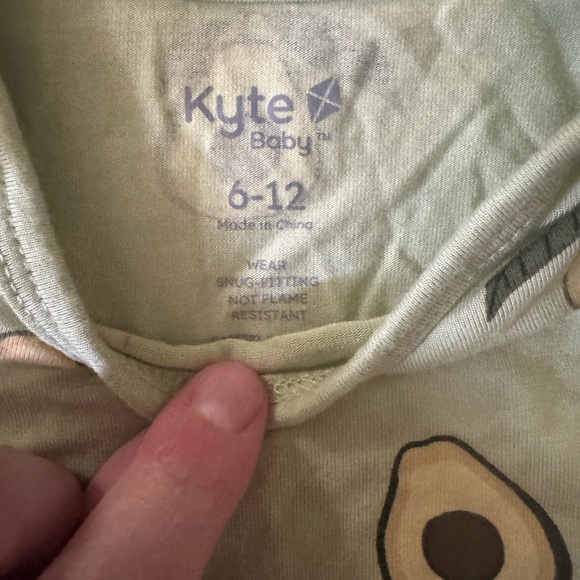 Kyte
Baby™
6-12
Made in China
WEAR
SNUG-FITTING
NOT FLAME
RESISTANT